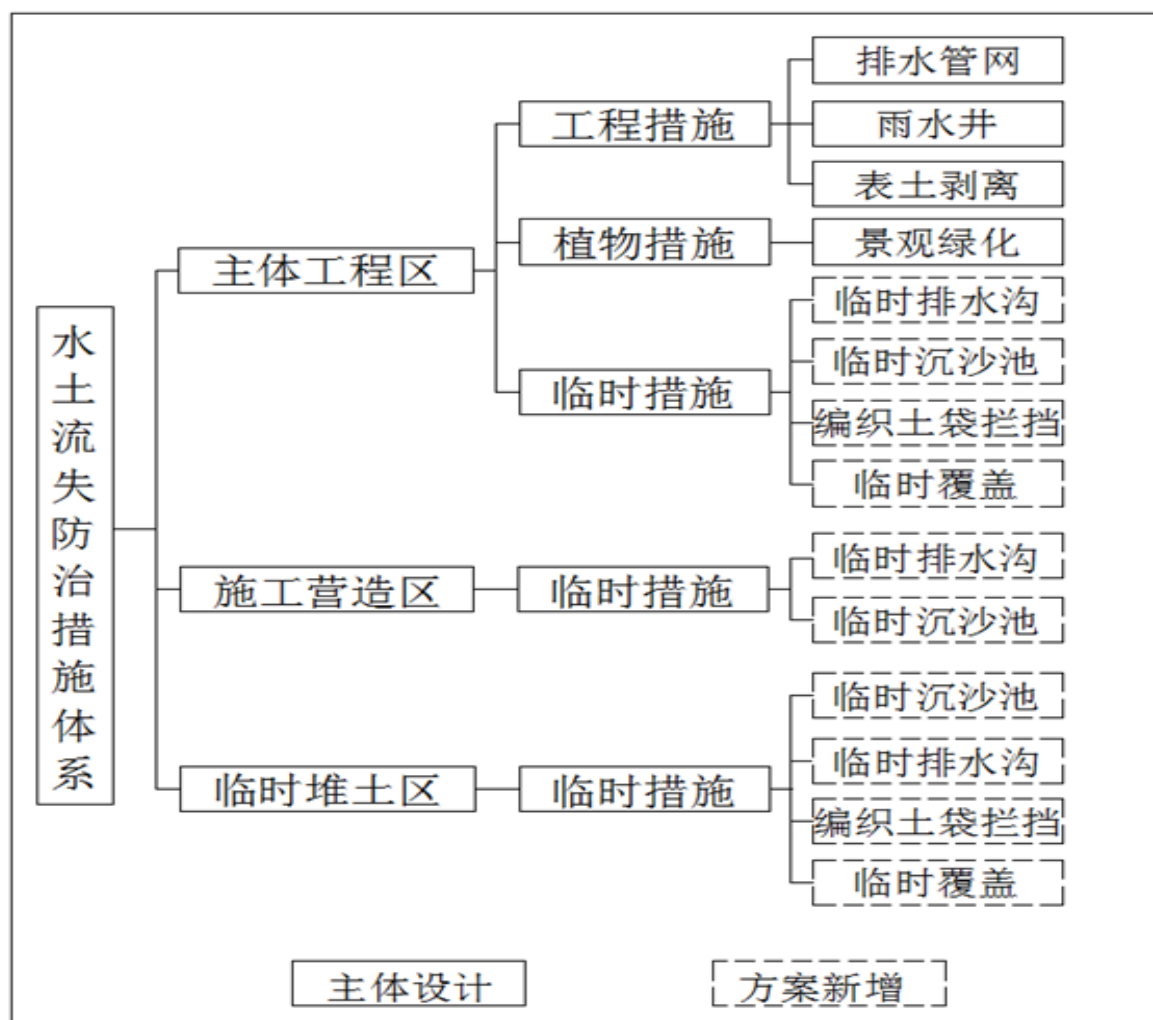 水土流失防治措施体系
主体工程区
工程措施
排水管网
雨水井
表土剥离
植物措施
景观绿化
临时措施
临时排水沟
临时沉沙池
编织土袋拦挡
临时覆盖
施工营造区
临时措施
临时排水沟
临时沉沙池
临时堆土区
临时措施
临时沉沙池
临时排水沟
编织土袋拦挡
临时覆盖
主体设计
方案新增